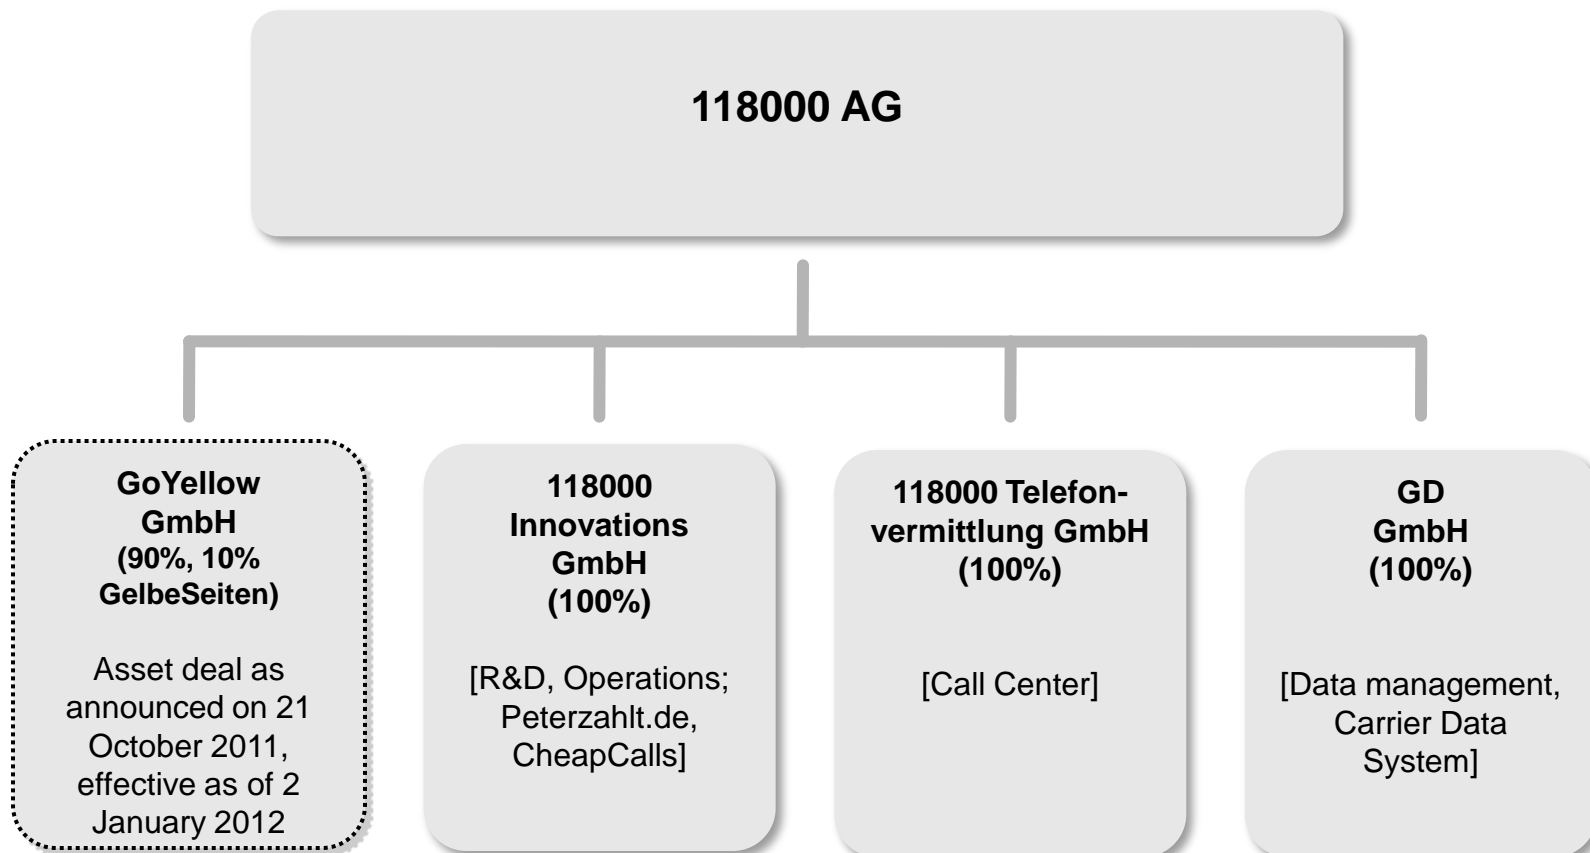 118000 AG
GoYellow
GmbH
(90%, 10%
GelbeSeiten)
Asset deal as
announced on 21
October 2011,
effective as of 2
January 2012
118000
Innovations
GmbH
(100%)
[R&D, Operations;
Peterzahlt.de,
CheapCalls]
118000 Telefon-
vermittlung GmbH
(100%)
[Call Center]
GD
GmbH
(100%)
[Data management,
Carrier Data
System]